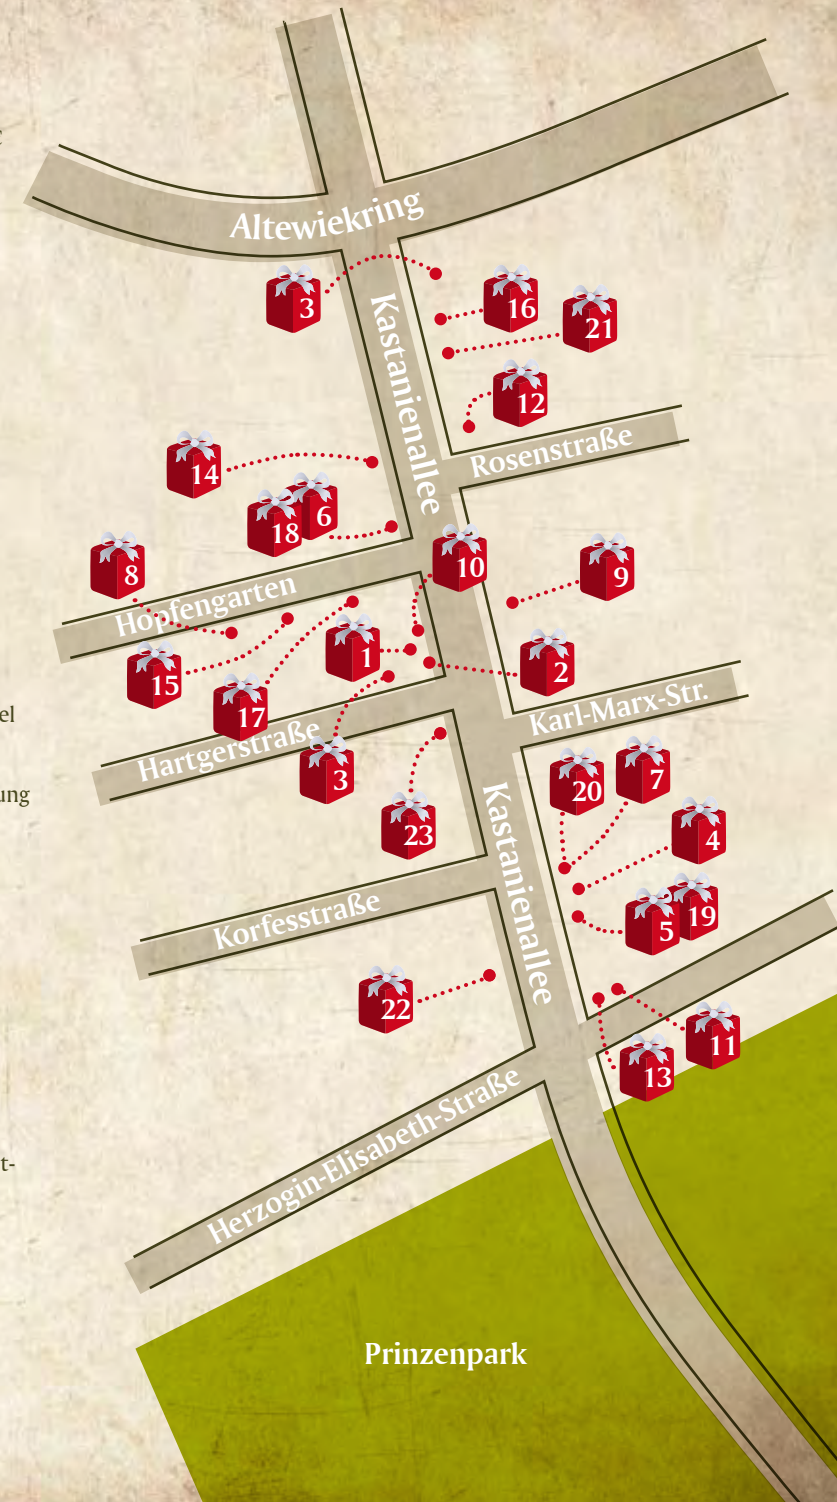 Altewiekring
3
16
21
Kastanienallee
12
Rosenstraße
14
6
18
8
10
9
Hopfengarten
1
2
15
17
Karl-Marx-Str.
Hartgerstraße
3
20
7
23
4
Kastanienallee
5
19
Korfesstraße
22
11
13
Herzogin-Elisabeth-Straße
Prinzenpark
el
ung
t-